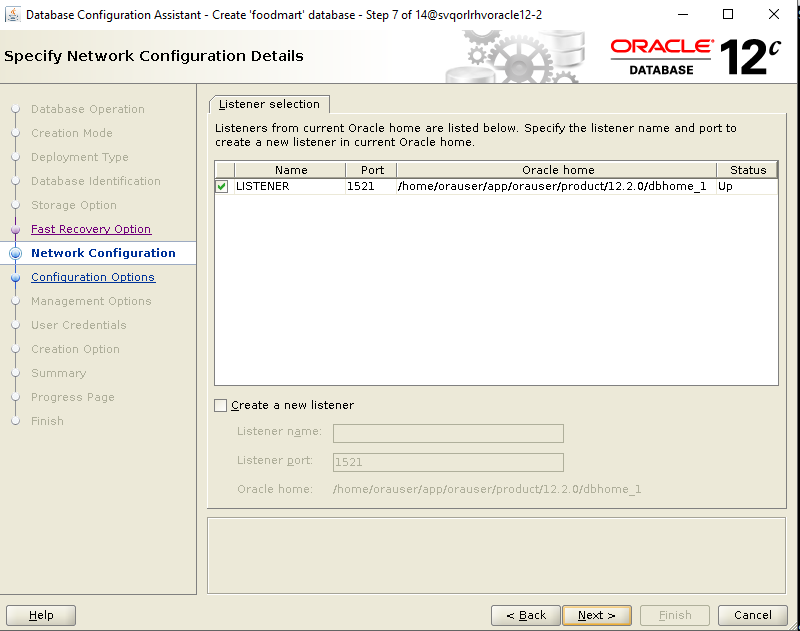 Database Configuration Assistant - Create 'foodmart' database - Step 7 of 14@svqorlrhvoracle12-2
Specify Network Configuration Details
ORACLE®
DATABASE
12c
Database Operation
Creation Mode
Deployment Type
Database Identification
Storage Option
Fast Recovery Option
Network Configuration
Configuration Options
Management Options
User Credentials
Creation Option
Summary
Progress Page
Finish
Listener selection
Listeners from current Oracle home are listed below. Specify the listener name and port to
create a new listener in current Oracle home.
Name Port Oracle home Status
LISTENER 1521 /home/orauser/app/orauser/product/12.2.0/dbhome_1 Up
Create a new listener
Listener name:
Listener port: 1521
Oracle home: /home/orauser/app/orauser/product/12.2.0/dbhome_1
Help < Back Next > Finish Cancel